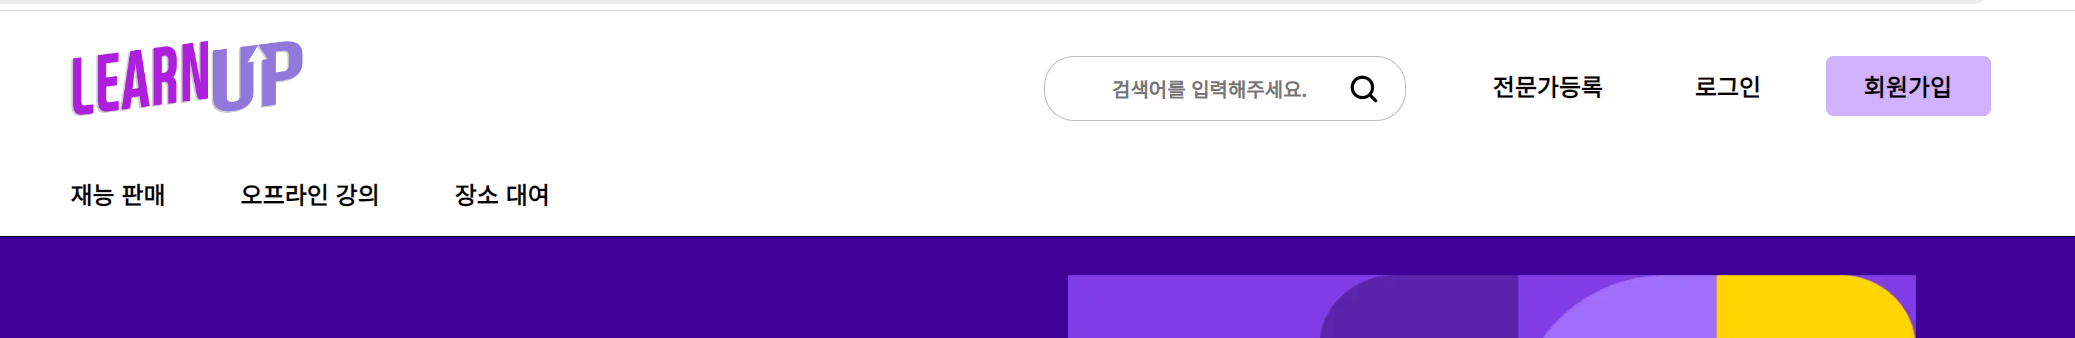 LEARNUP
검색어를 입력해주세요.
전문가등록
로그인
회원가입
재능 판매
오프라인 강의
장소 대여